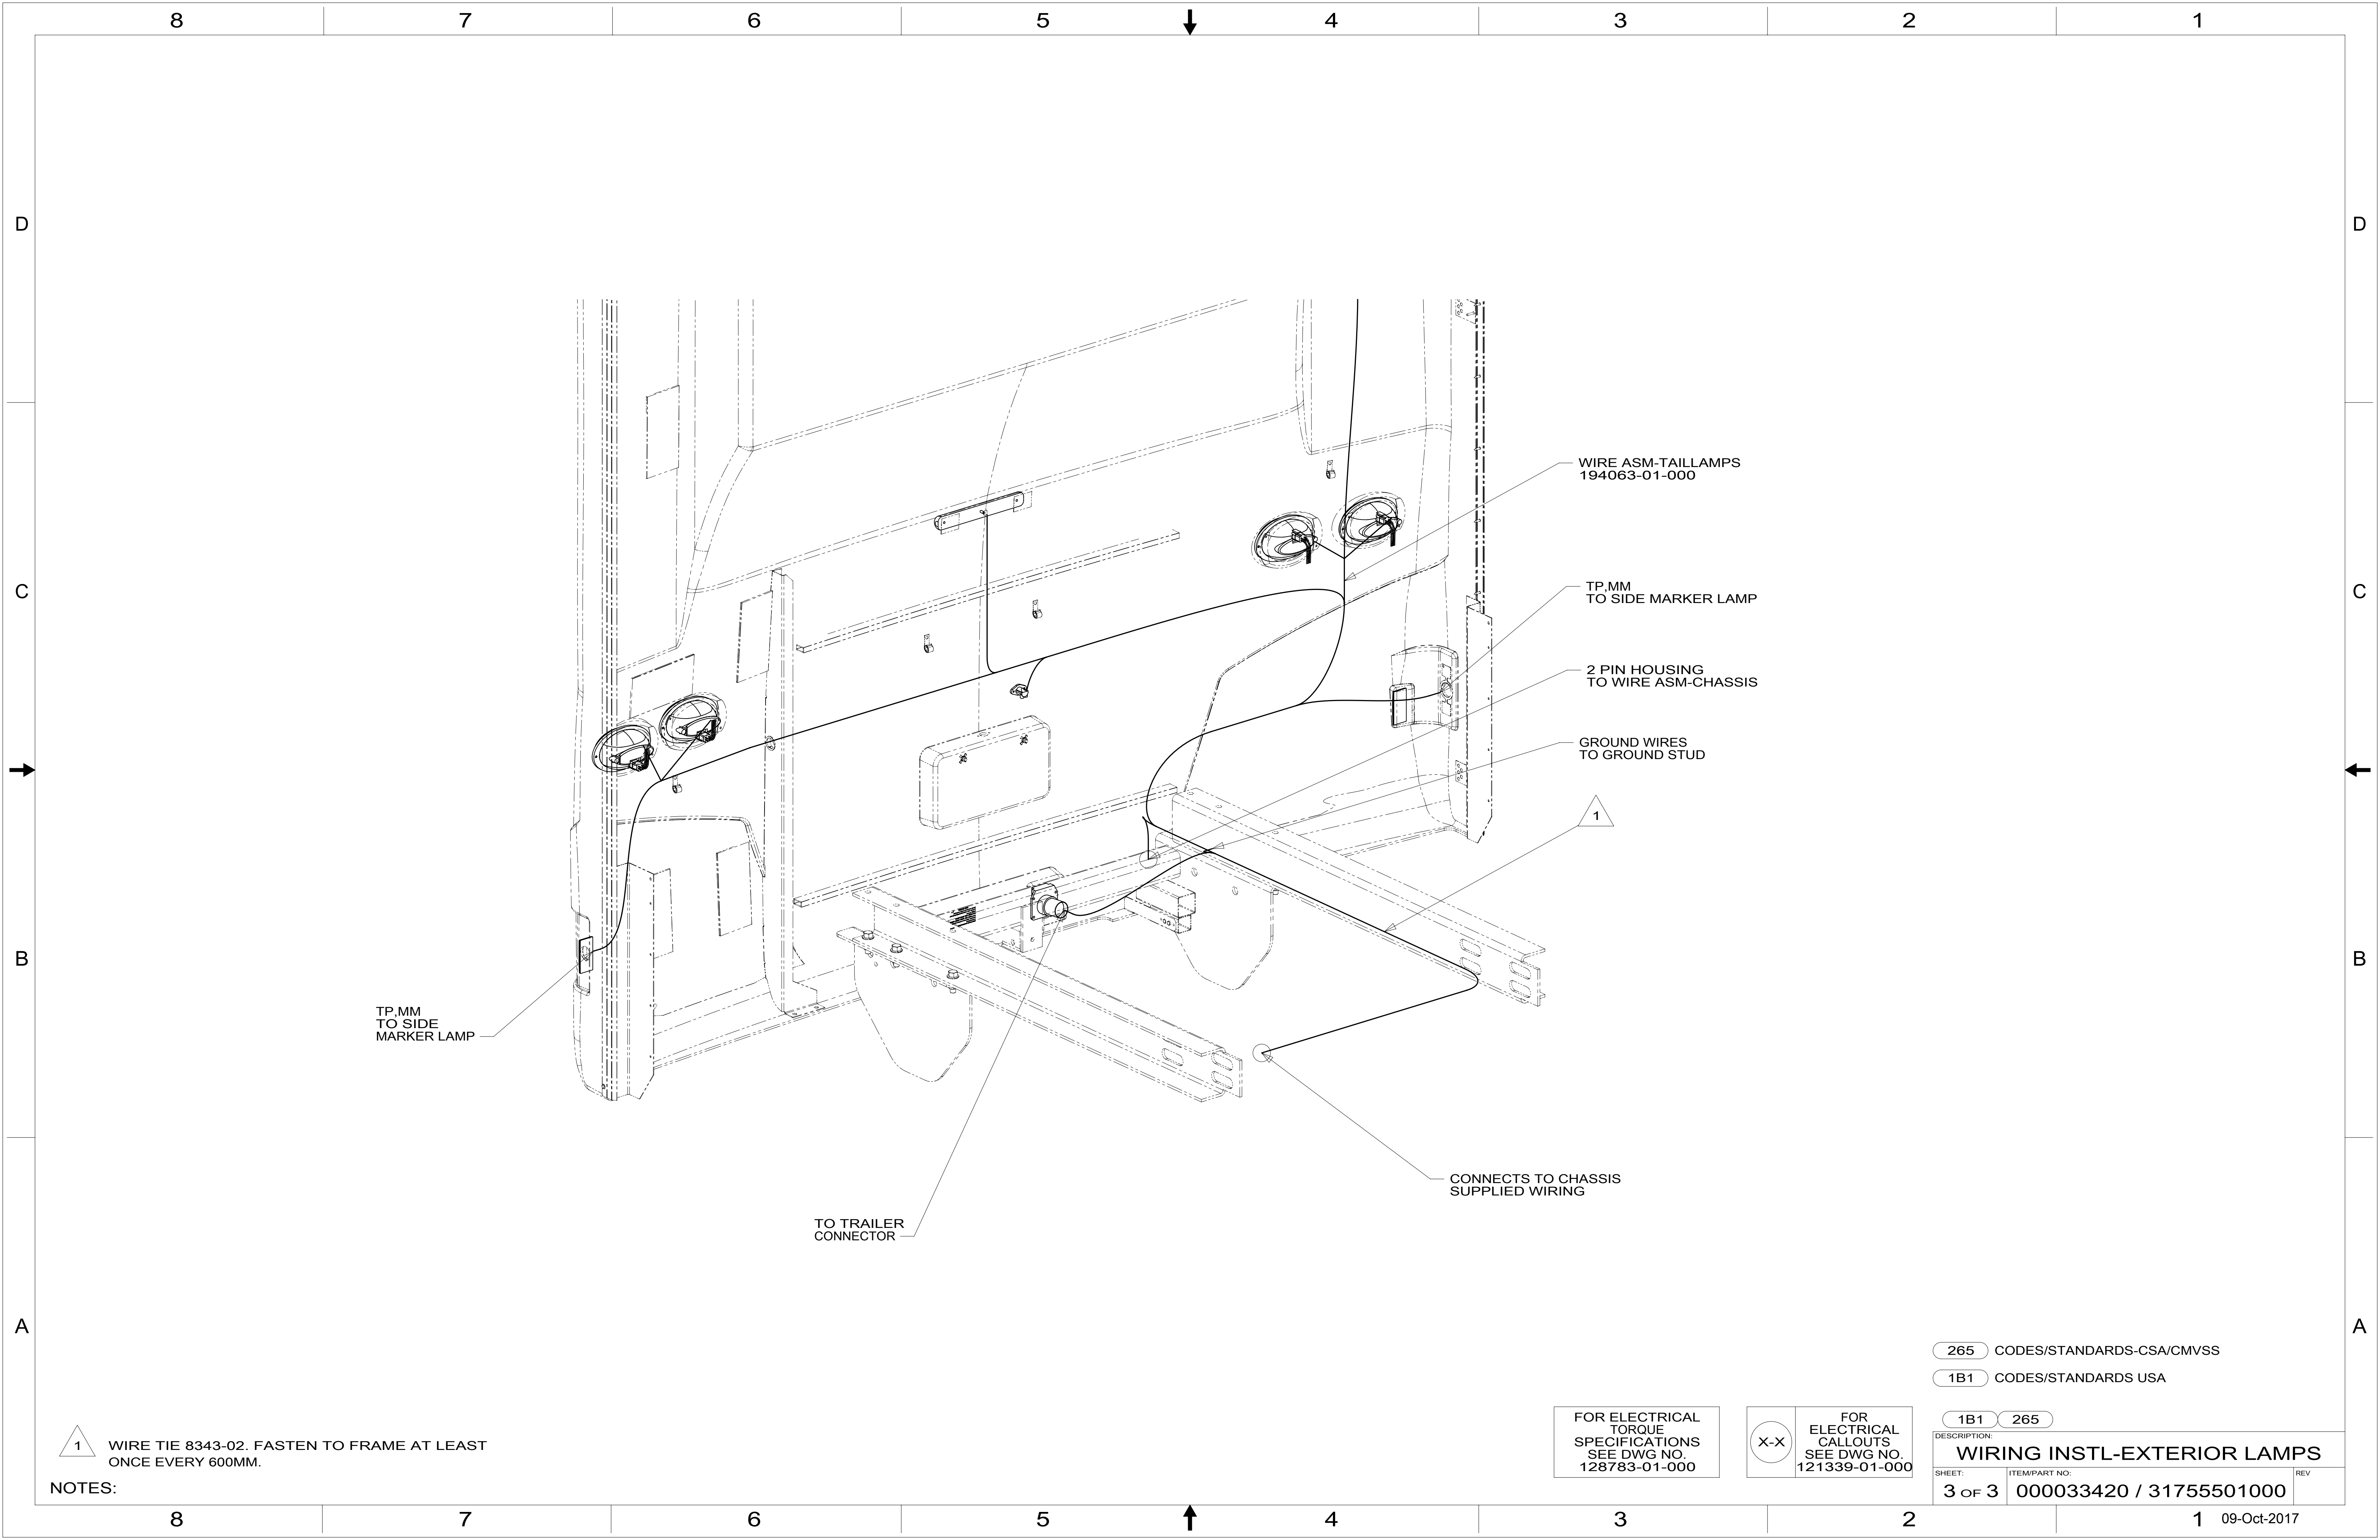 8 7 6 5 4 3 2 1
D D
WIRE ASM-TAILLAMPS
194063-01-000
C C
TP,MM
TO SIDE MARKER LAMP
2 PIN HOUSING
TO WIRE ASM-CHASSIS
GROUND WIRES
TO GROUND STUD
1
B B
TP,MM
TO SIDE
MARKER LAMP
CONNECTS TO CHASSIS
SUPPLIED WIRING
TO TRAILER
CONNECTOR
A A
265 CODES/STANDARDS-CSA/CMVSS
1B1 CODES/STANDARDS USA
1 WIRE TIE 8343-02. FASTEN TO FRAME AT LEAST
ONCE EVERY 600MM.
NOTES:
FOR ELECTRICAL
TORQUE
SPECIFICATIONS
SEE DWG NO.
128783-01-000
X-X
FOR
ELECTRICAL
CALLOUTS
SEE DWG NO.
121339-01-000
1B1 265
DESCRIPTION:
WIRING INSTL-EXTERIOR LAMPS
SHEET: ITEM/PART NO: REV
3 OF 3 000033420 / 31755501000
8 7 6 5 4 3 2 1 09-Oct-2017